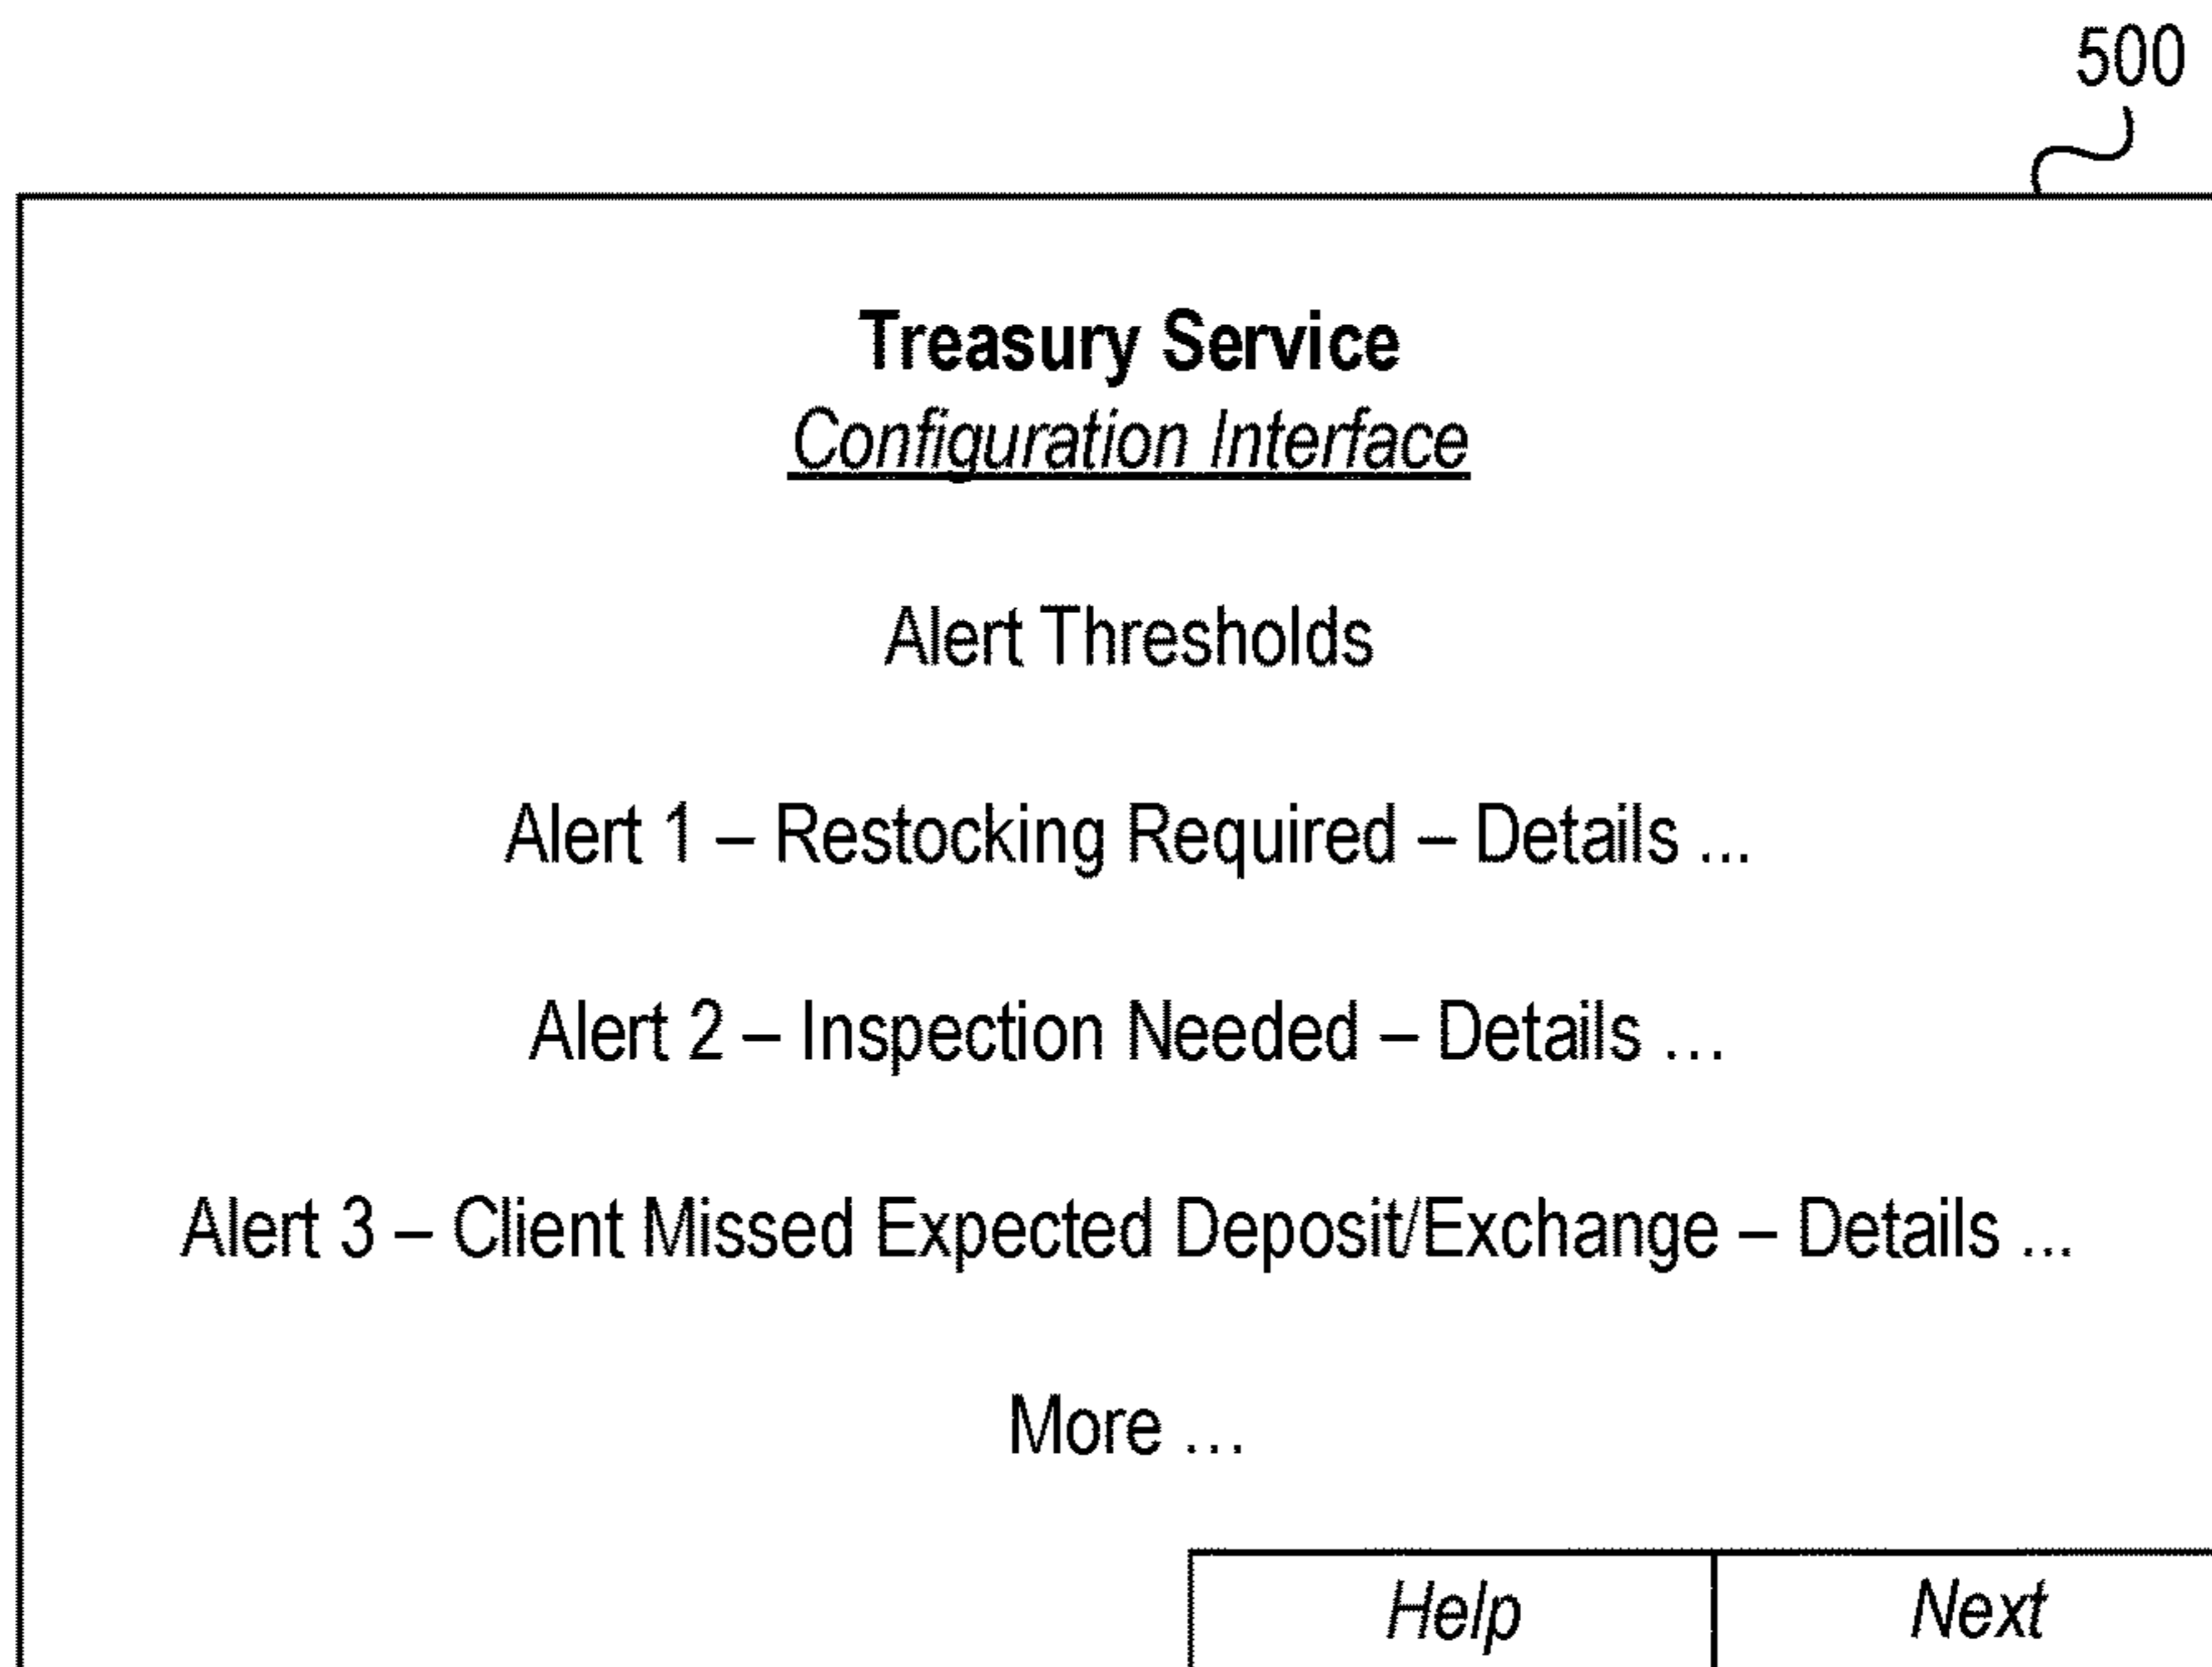 500
Treasury Service
Configuration Interface
Alert Thresholds
Alert 1 – Restocking Required – Details ...
Alert 2 – Inspection Needed – Details ...
Alert 3 – Client Missed Expected Deposit/Exchange – Details ...
More ...
Help Next